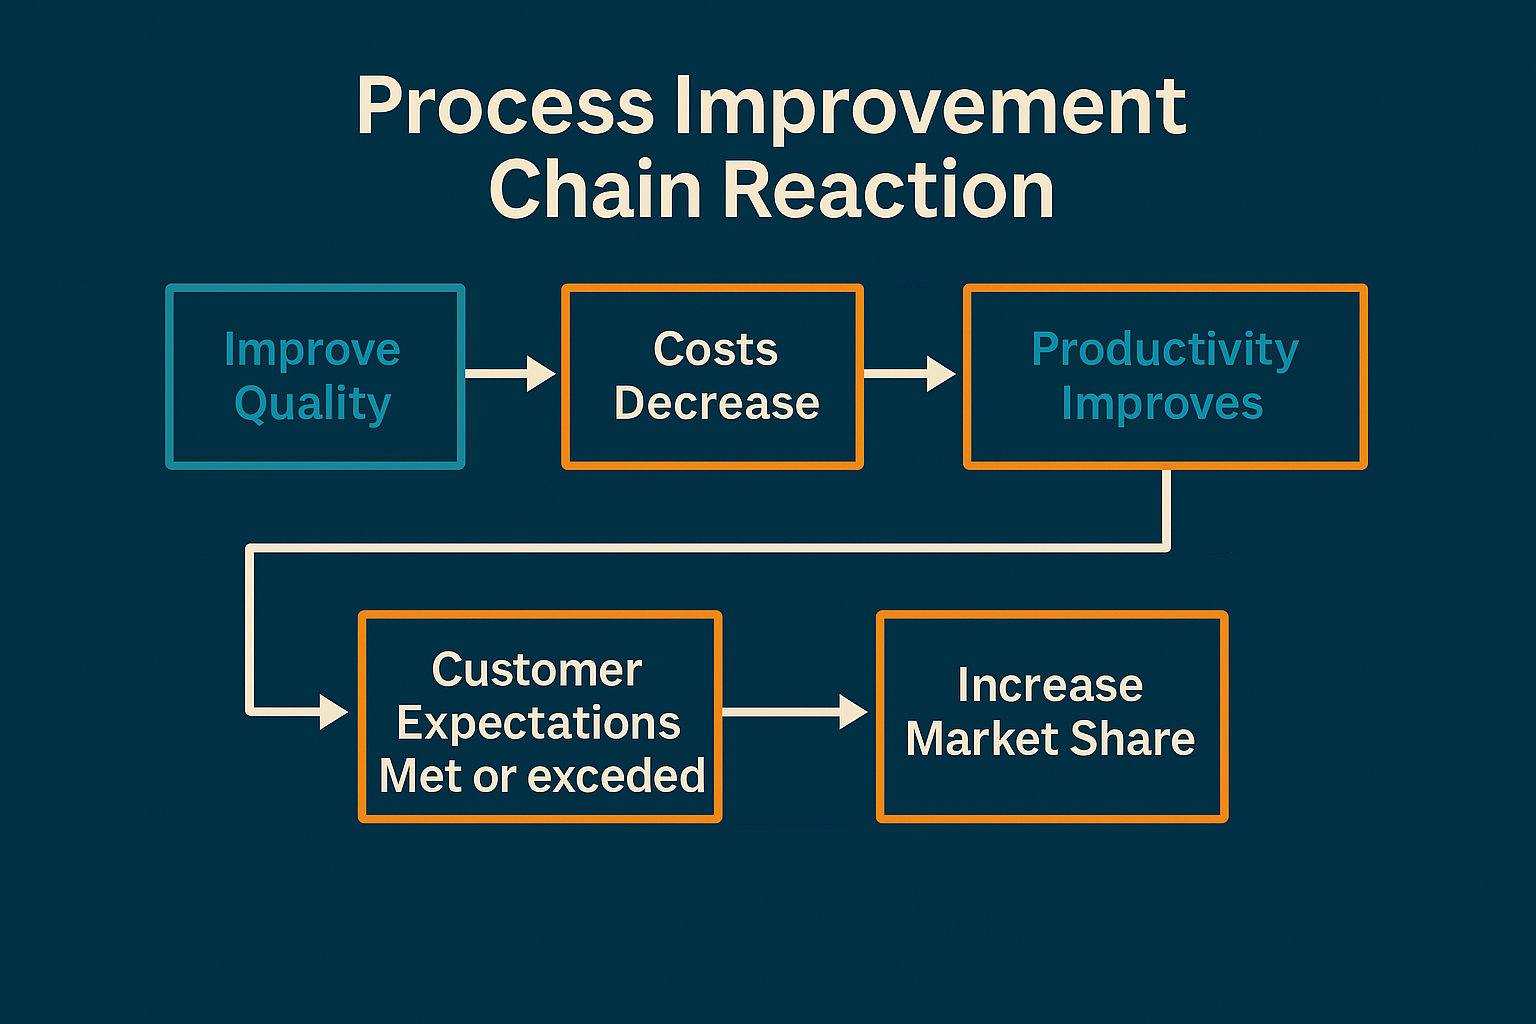 Process Improvement
Chain Reaction
Improve
Quality
Costs
Decrease
Productivity
Improves
Customer
Expectations
Met or exceded
Increase
Market Share